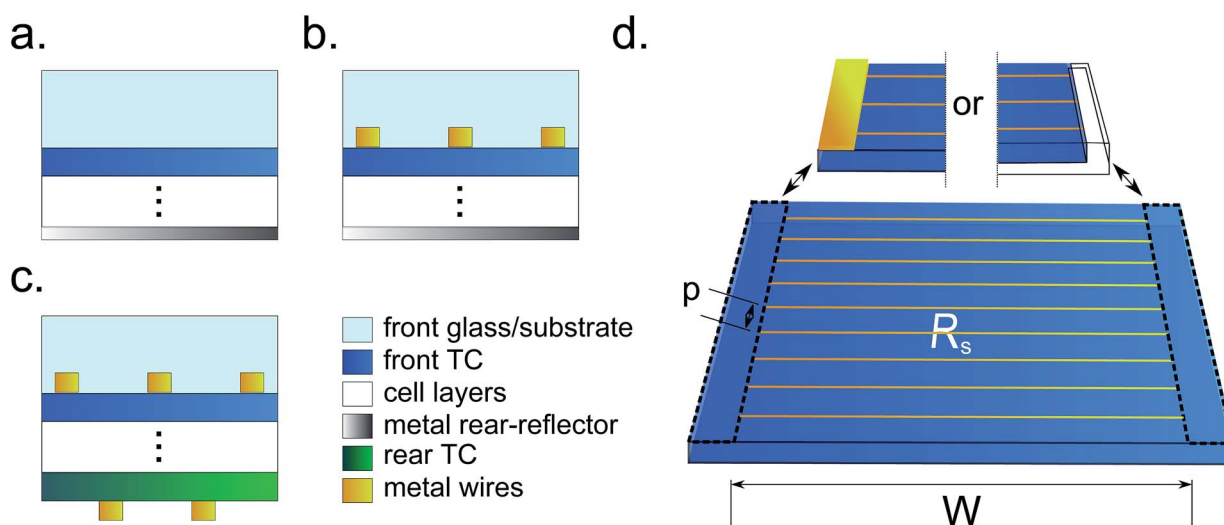 a.
b.
c.
d.
or
p
Rs
W
front glass/substrate
front TC
cell layers
metal rear-reflector
rear TC
metal wires